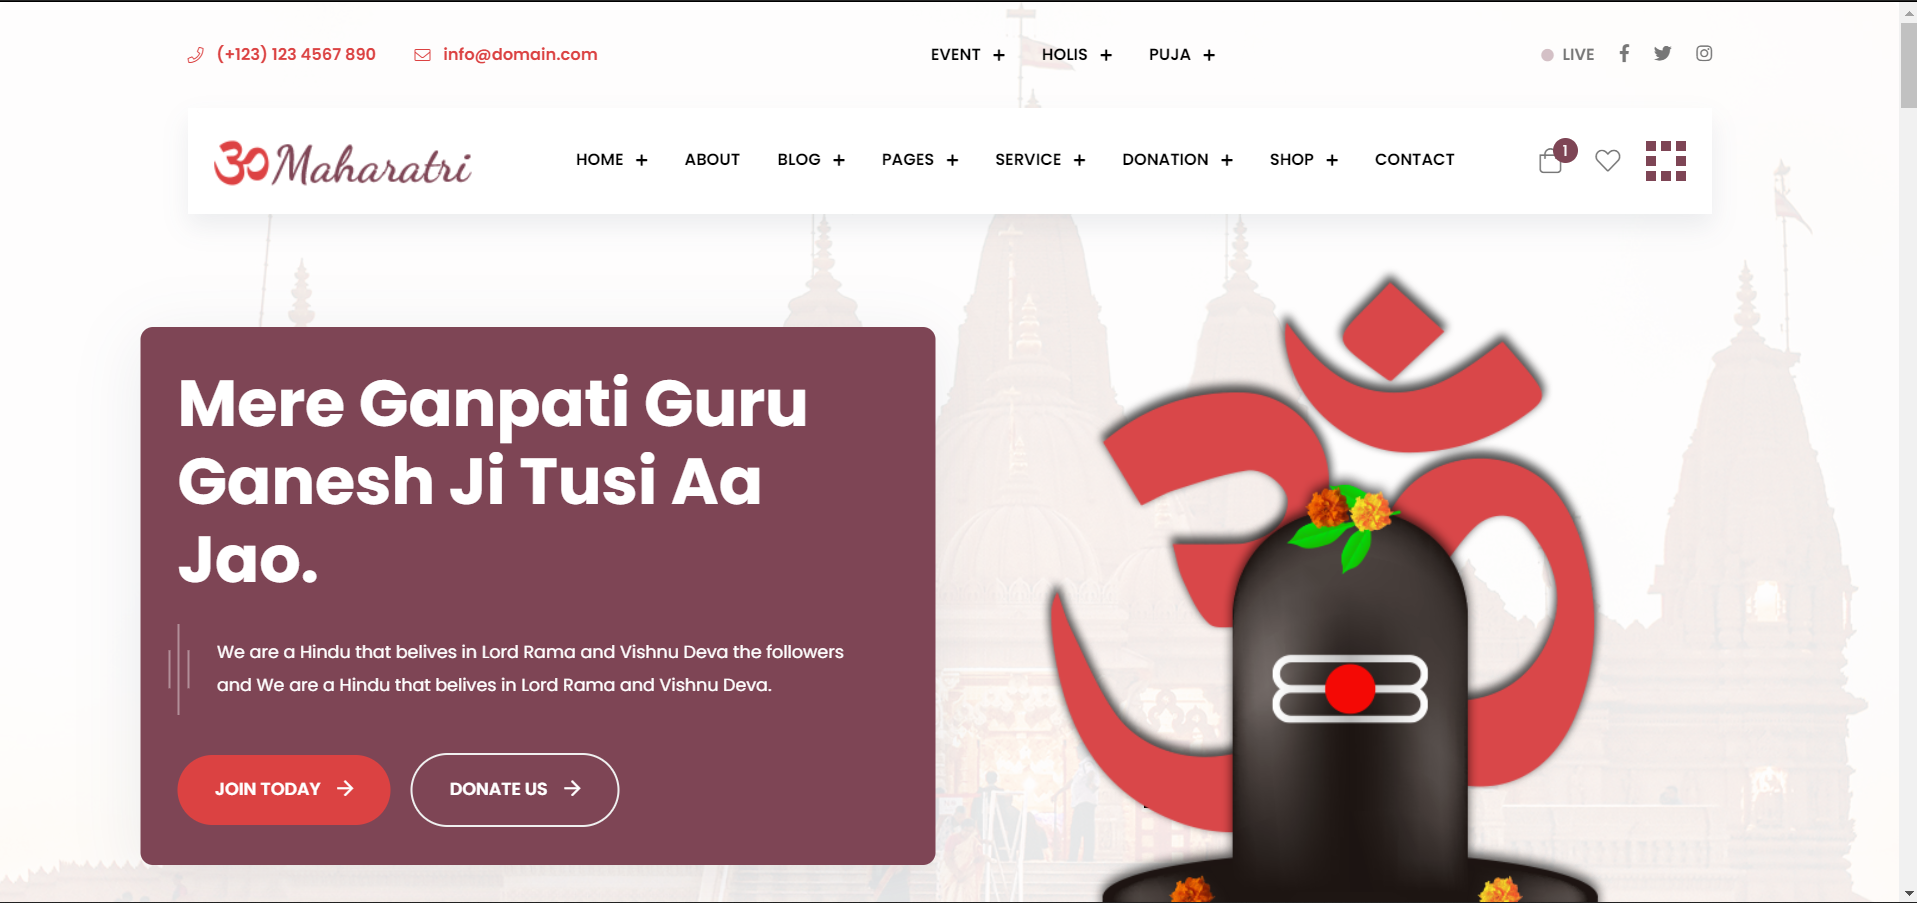 (+123) 123 4567 890 info@domain.com EVENT + HOLIS + PUJA + LIVE
Maharatri HOME + ABOUT BLOG + PAGES + SERVICE + DONATION + SHOP + CONTACT 1
Mere Ganpati Guru
Ganesh Ji Tusi Aa
Jao.
We are a Hindu that belives in Lord Rama and Vishnu Deva the followers
and We are a Hindu that belives in Lord Rama and Vishnu Deva.
JOIN TODAY → DONATE US →